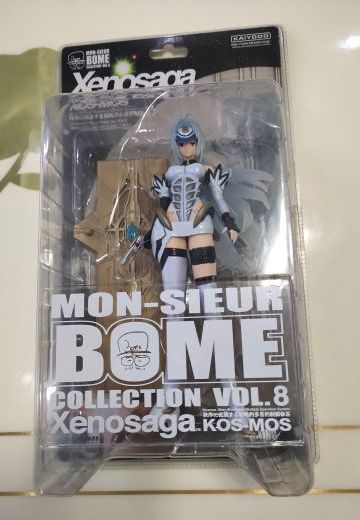 MON-SIEUR
BOME
COLLECTION VOL.8
KAIYODO
Xenosaga
KOS-MOS
MON-SIEUR
BOME
COLLECTION VOL.8
Xenosaga KOS-MOS